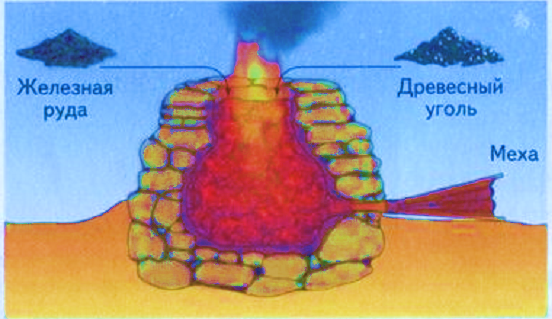 Железная
руда
Древесный
уголь
Меха